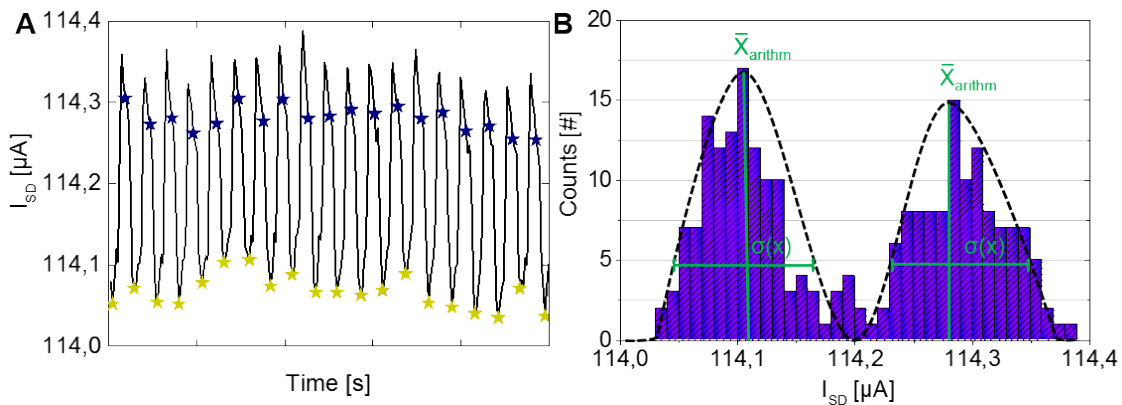 A
114,4
114,3
114,2
114,1
114,0
I_SD [µA]
Time [s]
B
20
15
10
5
0
Counts [#]
X̄_arithm
X̄_arithm
σ(x)
σ(x)
114,0 114,1 114,2 114,3 114,4
I_SD [µA]